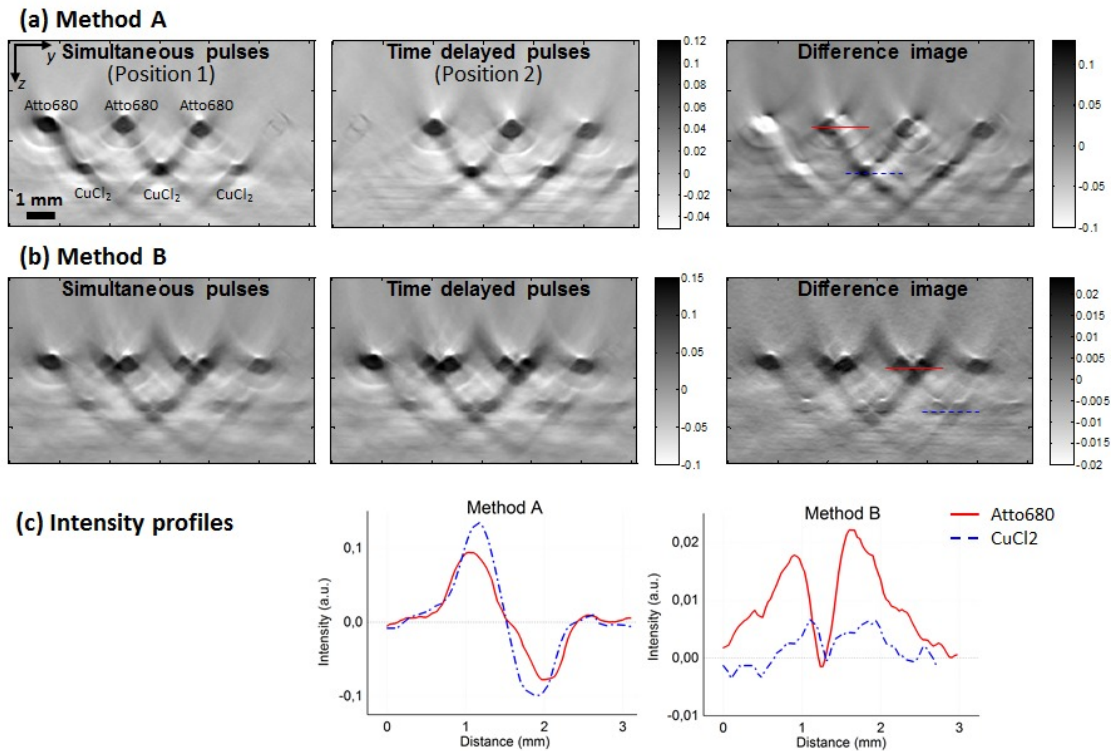 (a) Method A
Simultaneous pulses
(Position 1)
y
z
Atto680 Atto680 Atto680
CuCl₂ CuCl₂ CuCl₂
1 mm
Time delayed pulses
(Position 2)
0.12
0.1
0.08
0.06
0.04
0.02
0
-0.02
-0.04
Difference image
0.1
0.05
0
-0.05
-0.1
(b) Method B
Simultaneous pulses
Time delayed pulses
0.15
0.1
0.05
0
-0.05
-0.1
Difference image
0.02
0.015
0.01
0.005
0
-0.005
-0.01
-0.015
-0.02
(c) Intensity profiles
Method A
Intensity (a.u.)
0,1
0,0
-0,1
0 1 2 3
Distance (mm)
Method B
Intensity (a.u.)
0,02
0,01
0,00
-0,01
0 1 2 3
Distance (mm)
Atto680
CuCl2